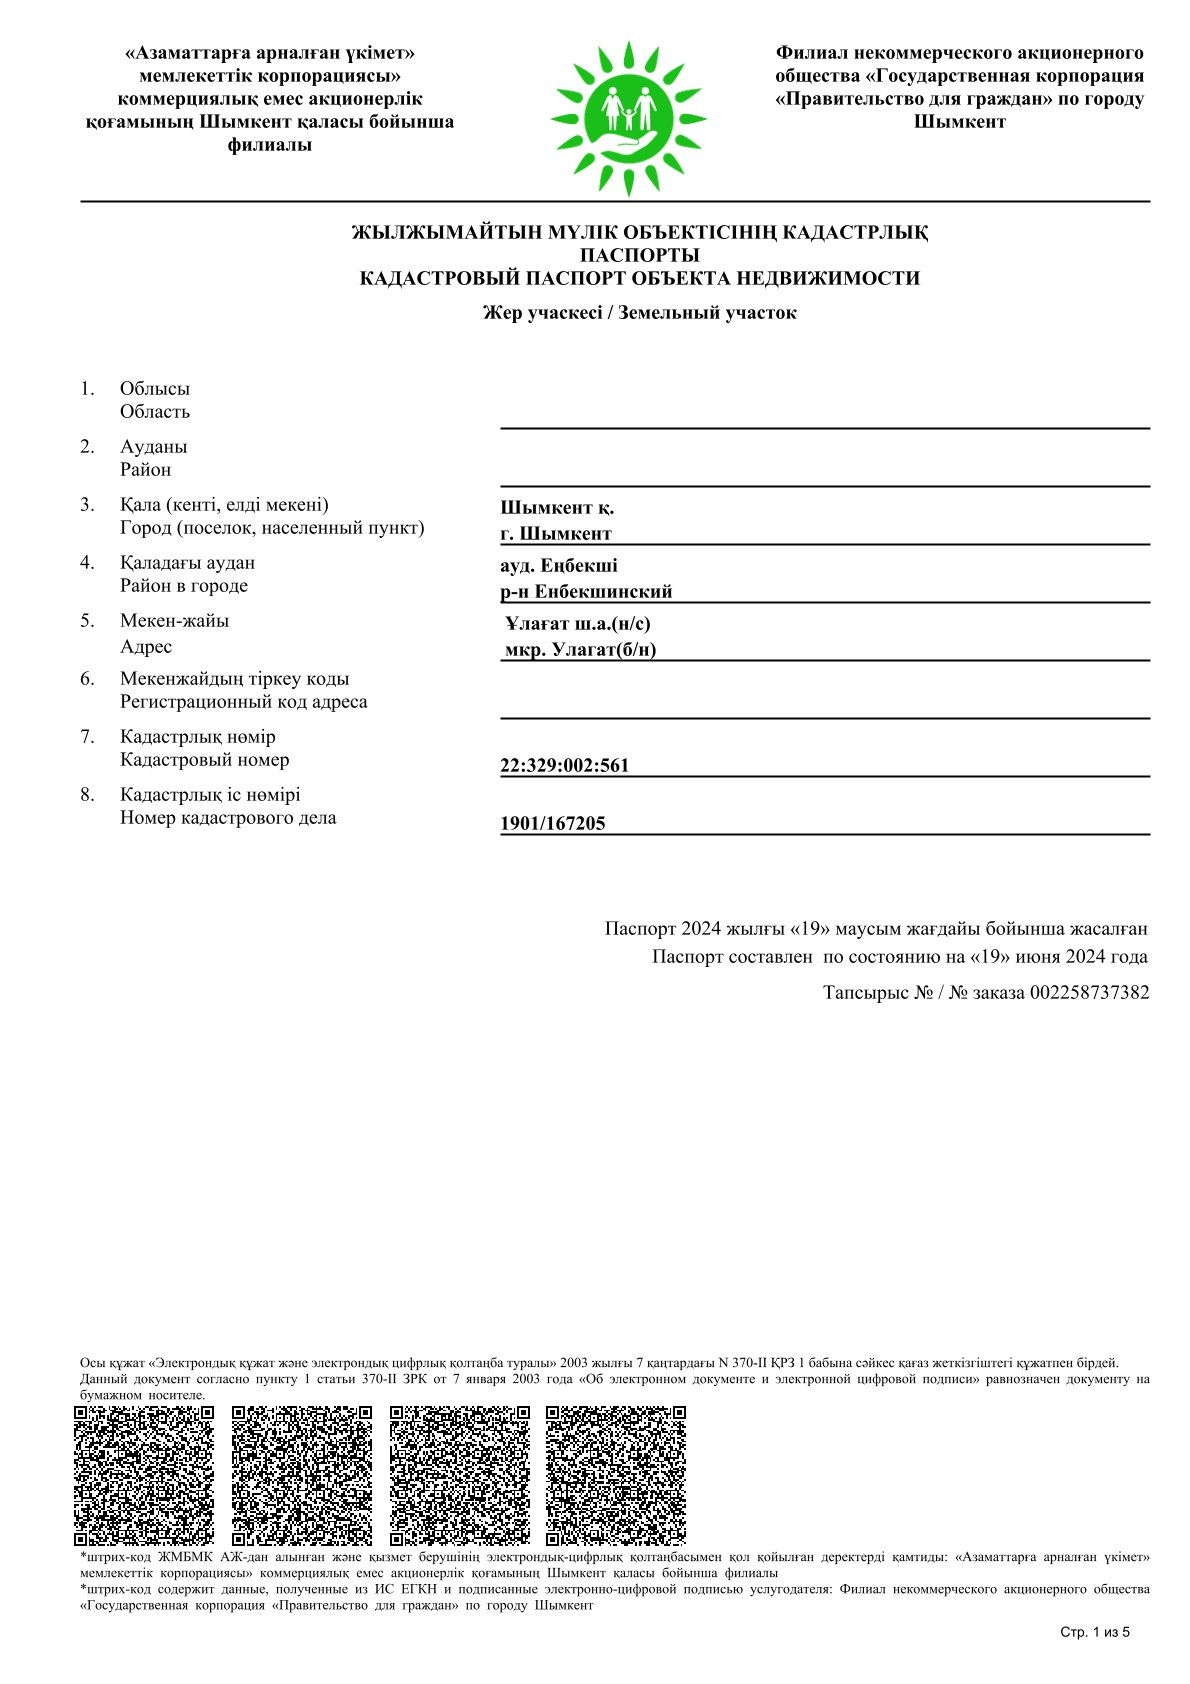 «Азаматтарға арналған үкімет»
мемлекеттік корпорациясы»
коммерциялық емес акционерлік
қоғамының Шымкент қаласы бойынша
филиалы
Филиал некоммерческого акционерного
общества «Государственная корпорация
«Правительство для граждан» по городу
Шымкент
ЖЫЛЖЫМАЙТЫН МҮЛІК ОБЪЕКТІСІНІҢ КАДАСТРЛЫҚ
ПАСПОРТЫ
КАДАСТРОВЫЙ ПАСПОРТ ОБЪЕКТА НЕДВИЖИМОСТИ
Жер учаскесі / Земельный участок
1. Облысы
Область
2. Ауданы
Район
3. Қала (кенті, елді мекені)
Город (поселок, населенный пункт)
Шымкент қ.
г. Шымкент
4. Қаладағы аудан
Район в городе
ауд. Еңбекші
р-н Енбекшинский
5. Мекен-жайы
Адрес
Ұлағат ш.а.(н/с)
мкр. Улагат(б/н)
6. Мекенжайдың тіркеу коды
Регистрационный код адреса
7. Кадастрлық нөмір
Кадастровый номер
22:329:002:561
8. Кадастрлық іс нөмірі
Номер кадастрового дела
1901/167205
Паспорт 2024 жылғы «19» маусым жағдайы бойынша жасалған
Паспорт составлен по состоянию на «19» июня 2024 года
Тапсырыс № / № заказа 002258737382
Осы құжат «Электрондық құжат және электрондық цифрлық қолтаңба туралы» 2003 жылғы 7 қаңтардағы N 370-II ҚРЗ 1 бабына сәйкес қағаз жеткізгіштегі құжатпен бірдей.
Данный документ согласно пункту 1 статьи 370-II ЗРК от 7 января 2003 года «Об электронном документе и электронной цифровой подписи» равнозначен документу на
бумажном носителе.
*штрих-код ЖМБМК АЖ-дан алынған және қызмет берушінің электрондық-цифрлық қолтаңбасымен қол қойылған деректерді қамтиды: «Азаматтарға арналған үкімет»
мемлекеттік корпорациясы» коммерциялық емес акционерлік қоғамының Шымкент қаласы бойынша филиалы
*штрих-код содержит данные, полученные из ИС ЕГКН и подписанные электронно-цифровой подписью услугодателя: Филиал некоммерческого акционерного общества
«Государственная корпорация «Правительство для граждан» по городу Шымкент
Стр. 1 из 5